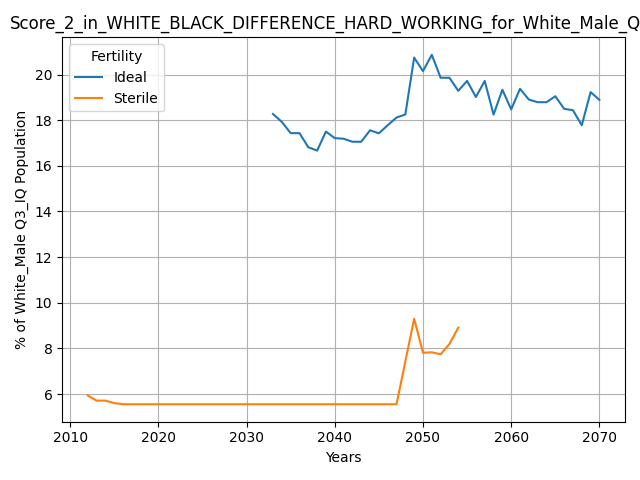 Score_2_in_WHITE_BLACK_DIFFERENCE_HARD_WORKING_for_White_Male_Q
Fertility
Ideal
Sterile
% of White_Male Q3_IQ Population
20
18
16
14
12
10
8
6
2010 2020 2030 2040 2050 2060 2070
Years